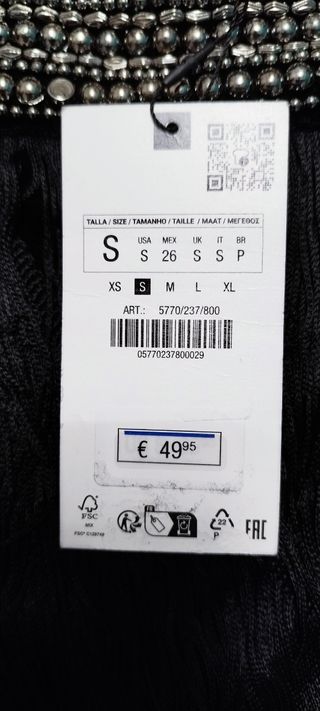 TALLA / SIZE / TAMANHO / TAILLE / MAAT / ΜΕΓΕΘΟΣ
S
USA MEX UK IT BR
S 26 S S P
XS S M L XL
ART.: 5770/237/800
05770237800029
€ 49 95
FSC
MIX
FR
22
P
EAC